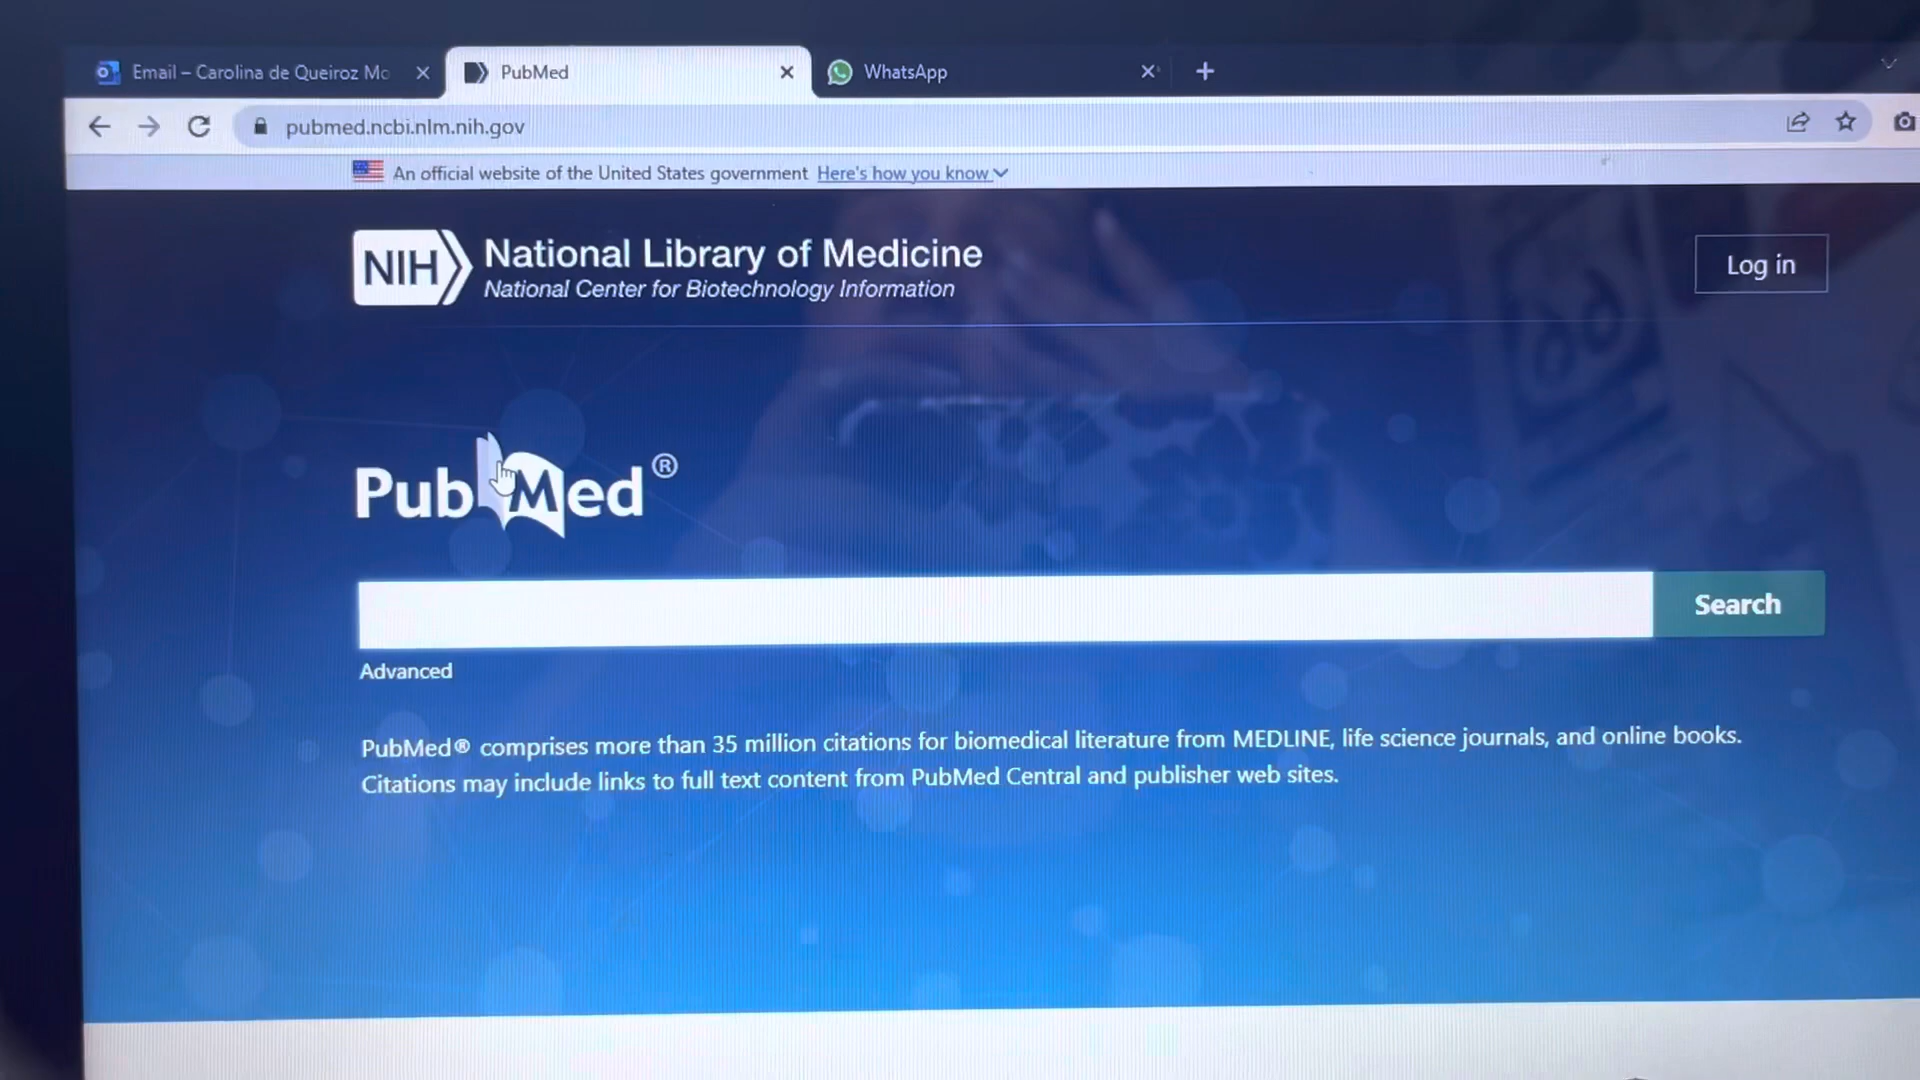 Email – Carolina de Queiroz Mo
PubMed
WhatsApp
pubmed.ncbi.nlm.nih.gov
An official website of the United States government Here's how you know
NIH
National Library of Medicine
National Center for Biotechnology Information
Log in
PubMed®
Search
Advanced
PubMed® comprises more than 35 million citations for biomedical literature from MEDLINE, life science journals, and online books.
Citations may include links to full text content from PubMed Central and publisher web sites.